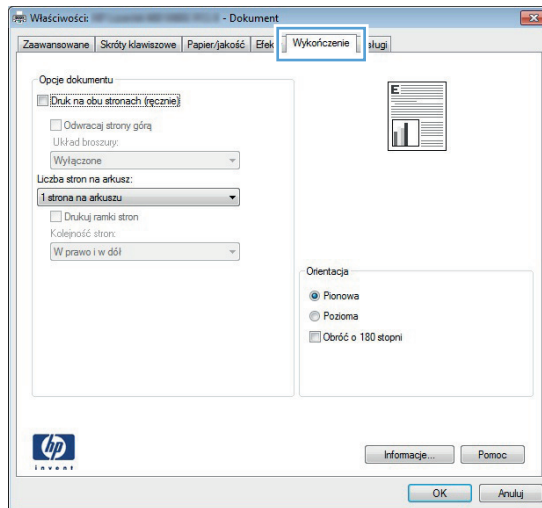 Właściwości: - Dokument
Zaawansowane Skróty klawiszowe Papier/jakość Efek Wykończenie sługi
Opcje dokumentu
Druk na obu stronach (ręcznie)
Odwracaj strony górą
Układ broszury:
Wyłączone
Liczba stron na arkusz:
1 strona na arkuszu
Drukuj ramki stron
Kolejność stron:
W prawo i w dół
E
Orientacja
Pionowa
Pozioma
Obróć o 180 stopni
hp
invent
Informacje... Pomoc
OK Anuluj